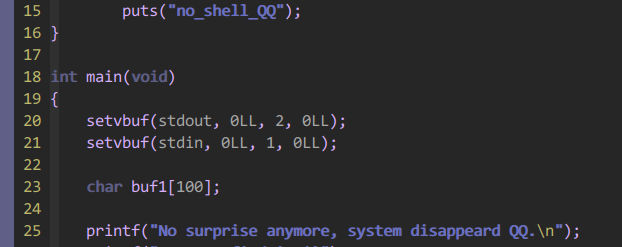 15 puts("no_shell_QQ");
16 }
17
18 int main(void)
19 {
20 setvbuf(stdout, 0LL, 2, 0LL);
21 setvbuf(stdin, 0LL, 1, 0LL);
22
23 char buf1[100];
24
25 printf("No surprise anymore, system disappeard QQ.\n");